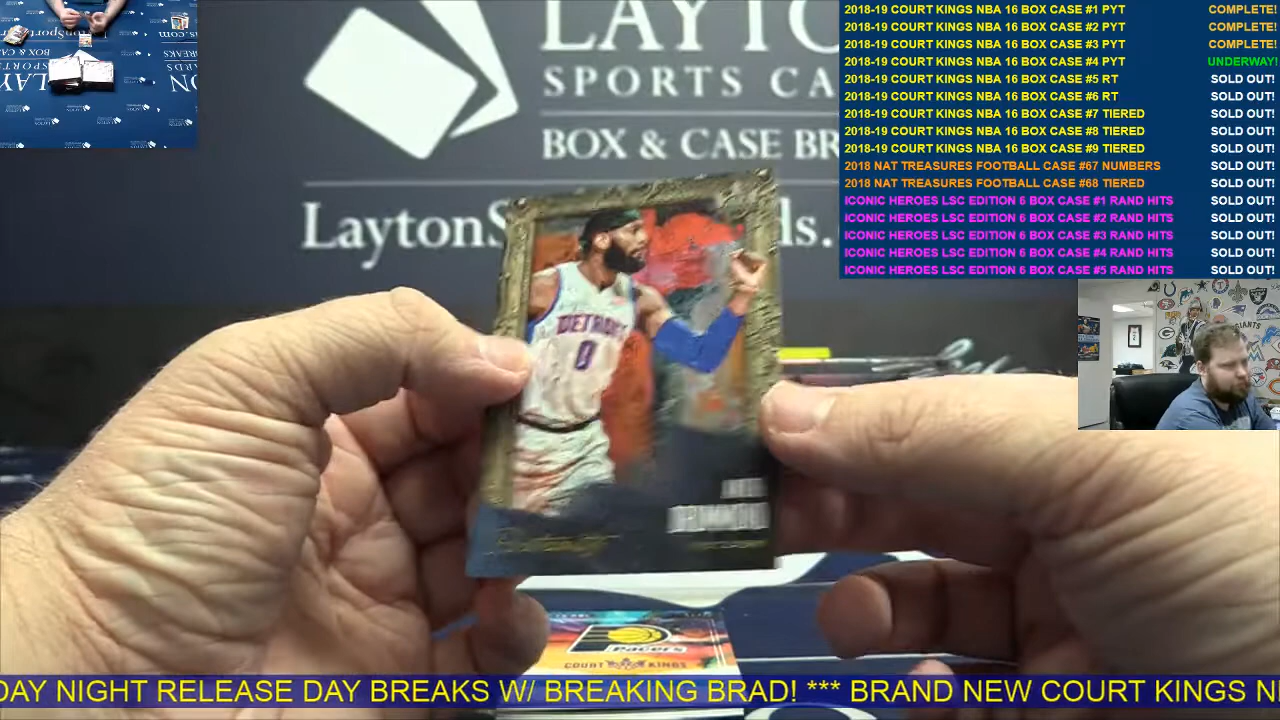 2018-19 COURT KINGS NBA 16 BOX CASE #1 PYT COMPLETE!
2018-19 COURT KINGS NBA 16 BOX CASE #2 PYT COMPLETE!
2018-19 COURT KINGS NBA 16 BOX CASE #3 PYT COMPLETE!
2018-19 COURT KINGS NBA 16 BOX CASE #4 PYT UNDERWAY!
2018-19 COURT KINGS NBA 16 BOX CASE #5 RT SOLD OUT!
2018-19 COURT KINGS NBA 16 BOX CASE #6 RT SOLD OUT!
2018-19 COURT KINGS NBA 16 BOX CASE #7 TIERED SOLD OUT!
2018-19 COURT KINGS NBA 16 BOX CASE #8 TIERED SOLD OUT!
2018-19 COURT KINGS NBA 16 BOX CASE #9 TIERED SOLD OUT!
2018 NAT TREASURES FOOTBALL CASE #67 NUMBERS SOLD OUT!
2018 NAT TREASURES FOOTBALL CASE #68 TIERED SOLD OUT!
ICONIC HEROES LSC EDITION 6 BOX CASE #1 RAND HITS SOLD OUT!
ICONIC HEROES LSC EDITION 6 BOX CASE #2 RAND HITS SOLD OUT!
ICONIC HEROES LSC EDITION 6 BOX CASE #3 RAND HITS SOLD OUT!
ICONIC HEROES LSC EDITION 6 BOX CASE #4 RAND HITS SOLD OUT!
ICONIC HEROES LSC EDITION 6 BOX CASE #5 RAND HITS SOLD OUT!
LAYTO
SPORTS CA
BOX & CASE BR
LaytonS ds.
DETROIT
0
Pacers
COURT KINGS
DAY NIGHT RELEASE DAY BREAKS W/ BREAKING BRAD! *** BRAND NEW COURT KINGS N